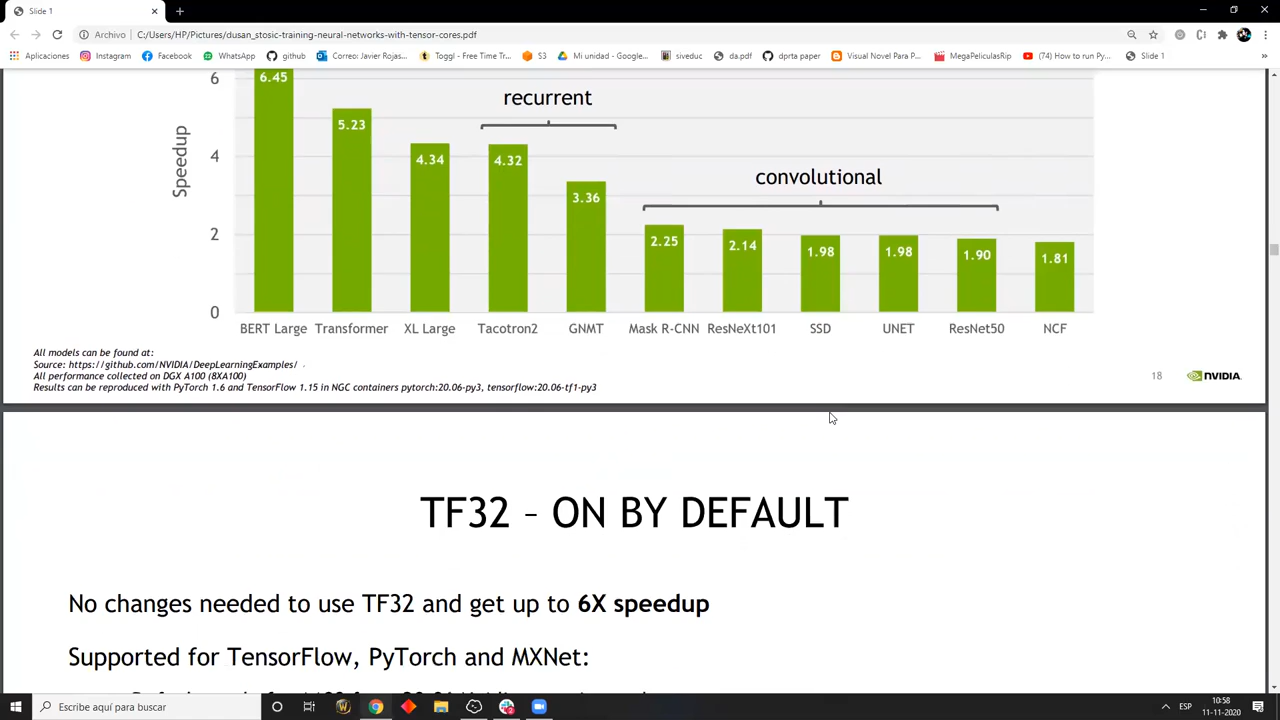 Slide 1
Archivo
C:/Users/HP/Pictures/dusan_stosic-training-neural-networks-with-tensor-cores.pdf
Aplicaciones
Instagram
Facebook
WhatsApp
github
Correo: Javier Rojas...
Toggl - Free Time Tr...
S3
Mi unidad - Google...
siveduc
da.pdf
dprta paper
Visual Novel Para P...
MegaPeliculasRip
(74) How to run Py...
Slide 1
»
6
4
2
0
Speedup
recurrent
convolutional
6.45
5.23
4.34
4.32
3.36
2.25
2.14
1.98
1.98
1.90
1.81
BERT Large
Transformer
XL Large
Tacotron2
GNMT
Mask R-CNN
ResNeXt101
SSD
UNET
ResNet50
NCF
All models can be found at:
Source: https://github.com/NVIDIA/DeepLearningExamples/
All performance collected on DGX A100 (8XA100)
Results can be reproduced with PyTorch 1.6 and TensorFlow 1.15 in NGC containers pytorch:20.06-py3, tensorflow:20.06-tf1-py3
18
NVIDIA.
TF32 – ON BY DEFAULT
No changes needed to use TF32 and get up to 6X speedup
Supported for TensorFlow, PyTorch and MXNet:
Escribe aquí para buscar
ESP
10:58
11-11-2020